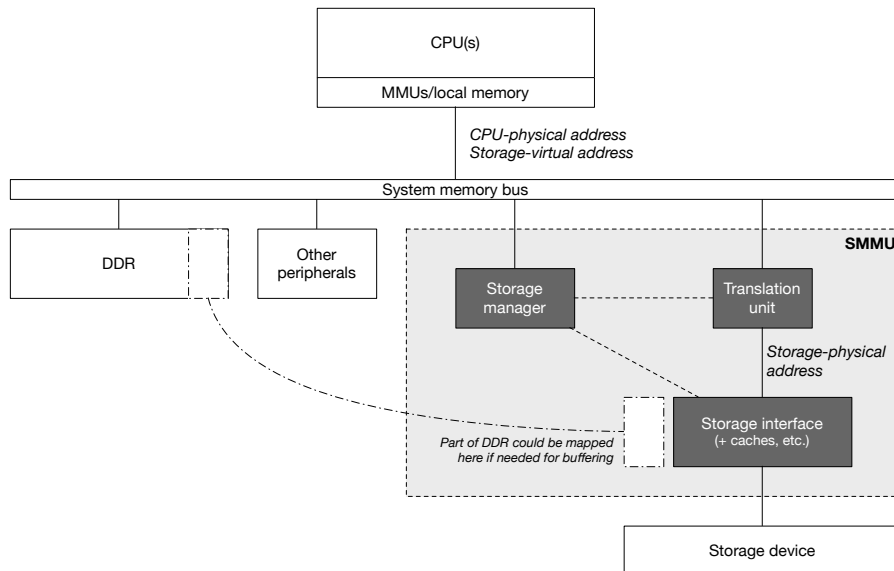 CPU(s)
MMUs/local memory
CPU-physical address
Storage-virtual address
System memory bus
DDR
Other
peripherals
SMMU
Storage
manager
Translation
unit
Storage-physical
address
Storage interface
(+ caches, etc.)
Part of DDR could be mapped
here if needed for buffering
Storage device